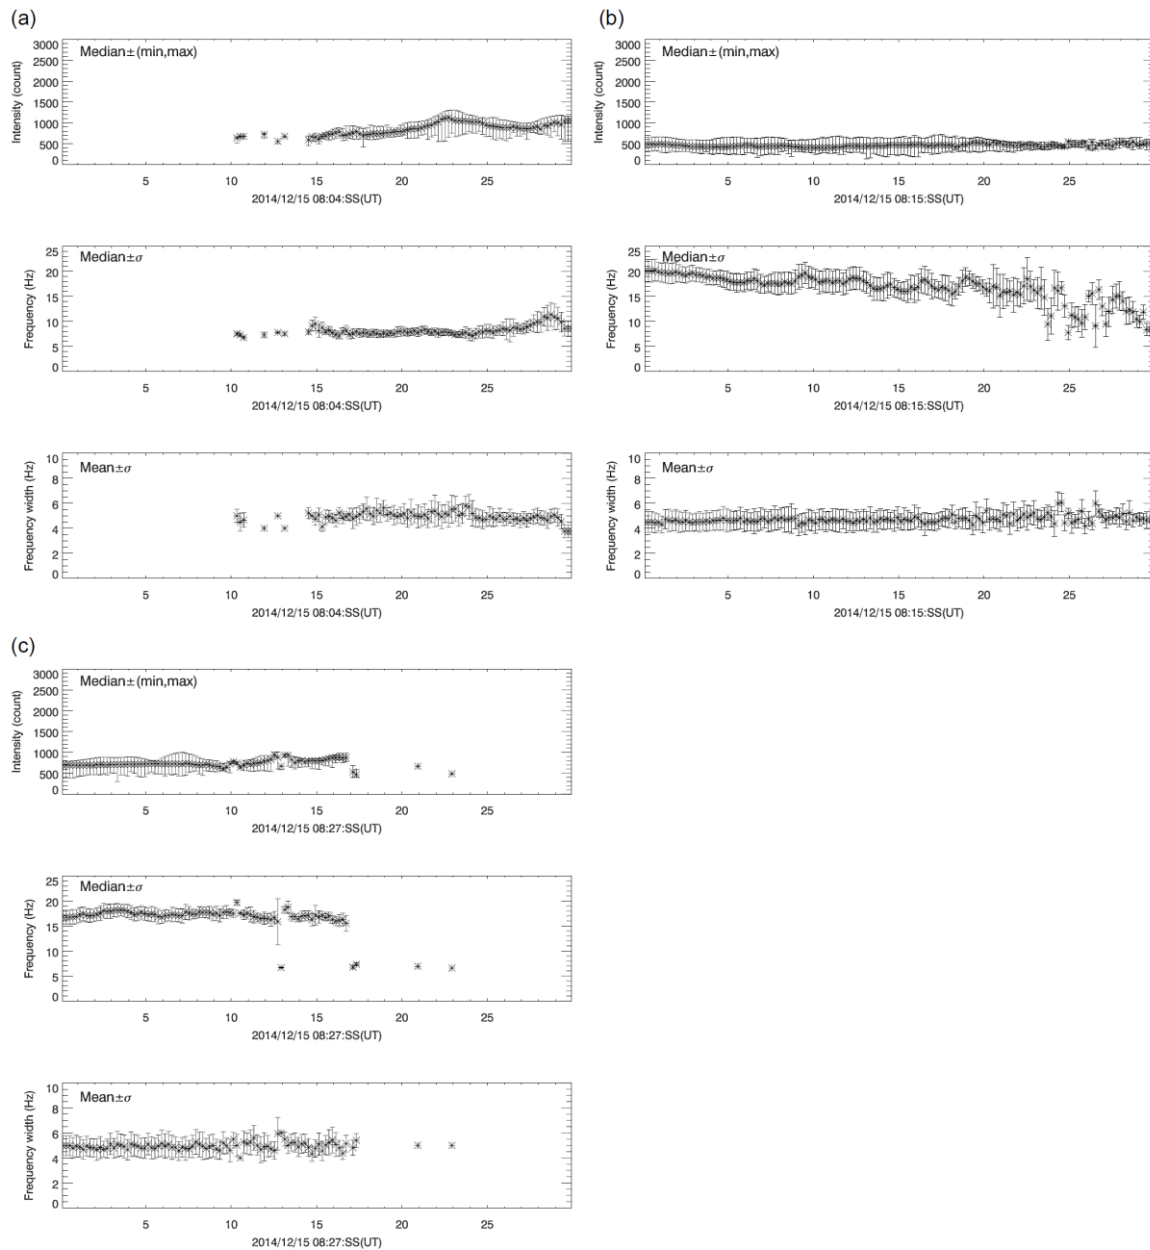 (a)
Median±(min,max)
Intensity (count)
3000
2500
2000
1500
1000
500
0
5 10 15 20 25
2014/12/15 08:04:SS(UT)
Median±σ
Frequency (Hz)
25
20
15
10
5
0
5 10 15 20 25
2014/12/15 08:04:SS(UT)
Mean±σ
Frequency width (Hz)
10
8
6
4
2
0
5 10 15 20 25
2014/12/15 08:04:SS(UT)
(b)
Median±(min,max)
Intensity (count)
3000
2500
2000
1500
1000
500
0
5 10 15 20 25
2014/12/15 08:15:SS(UT)
Median±σ
Frequency (Hz)
25
20
15
10
5
0
5 10 15 20 25
2014/12/15 08:15:SS(UT)
Mean±σ
Frequency width (Hz)
10
8
6
4
2
0
5 10 15 20 25
2014/12/15 08:15:SS(UT)
(c)
Median±(min,max)
Intensity (count)
3000
2500
2000
1500
1000
500
0
5 10 15 20 25
2014/12/15 08:27:SS(UT)
Median±σ
Frequency (Hz)
25
20
15
10
5
0
5 10 15 20 25
2014/12/15 08:27:SS(UT)
Mean±σ
Frequency width (Hz)
10
8
6
4
2
0
5 10 15 20 25
2014/12/15 08:27:SS(UT)